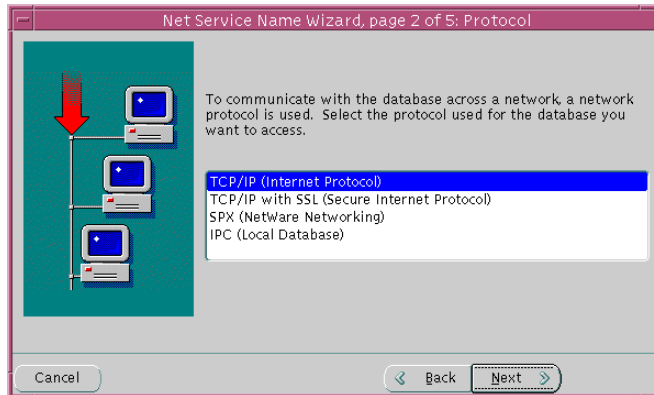 Net Service Name Wizard, page 2 of 5: Protocol
To communicate with the database across a network, a network
protocol is used. Select the protocol used for the database you
want to access.
TCP/IP (Internet Protocol)
TCP/IP with SSL (Secure Internet Protocol)
SPX (NetWare Networking)
IPC (Local Database)
Cancel
Back
Next